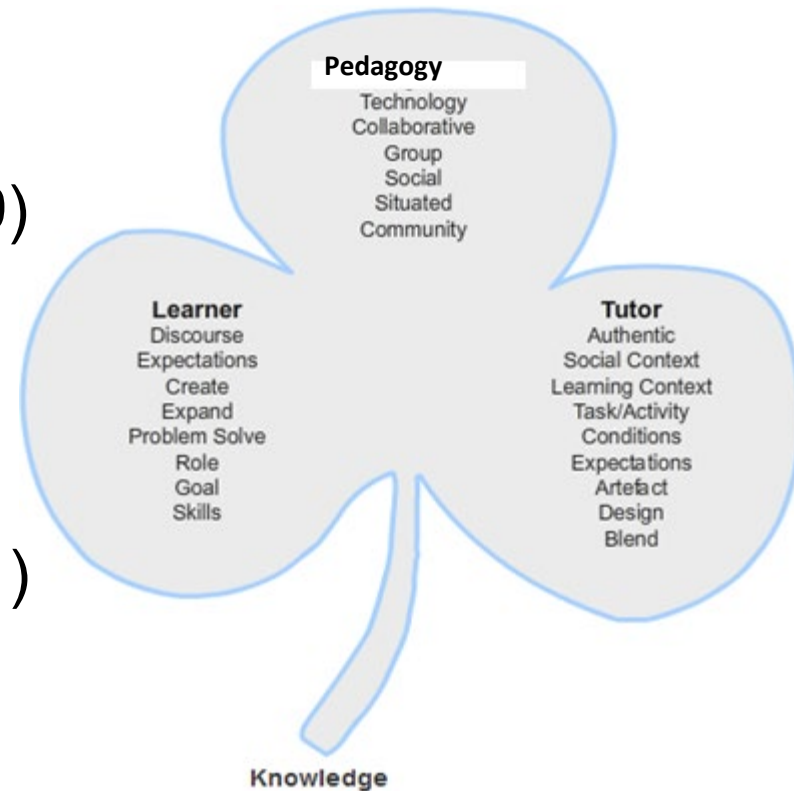 Pedagogy
Technology
Collaborative
Group
Social
Situated
Community
)
Learner
Discourse
Expectations
Create
Expand
Problem Solve
Role
Goal
Skills
Tutor
Authentic
Social Context
Learning Context
Task/Activity
Conditions
Expectations
Artefact
Design
Blend
)
Knowledge